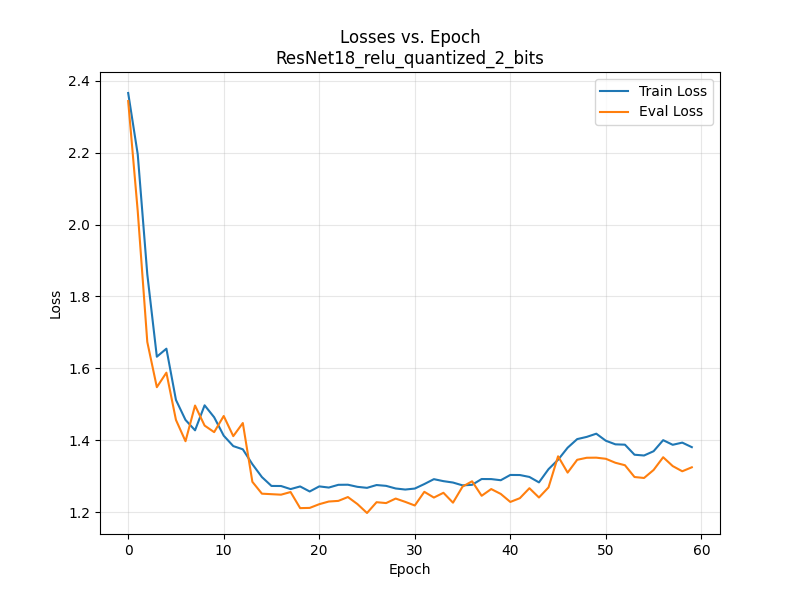 Losses vs. Epoch
ResNet18_relu_quantized_2_bits
Train Loss
Eval Loss
2.4
2.2
2.0
1.8
1.6
1.4
1.2
Loss
0
10
20
30
40
50
60
Epoch